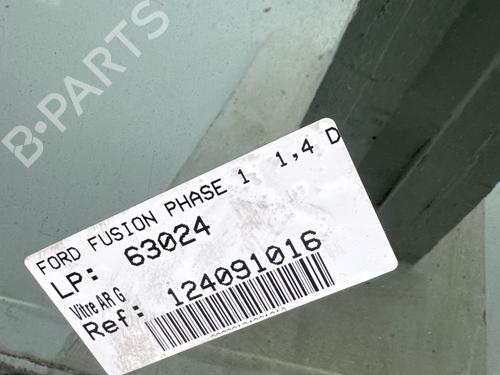 B-PARTS
FORD FUSION PHASE 1 1,4 D
LP: 63024
Vitre AR G
Ref: 124091016